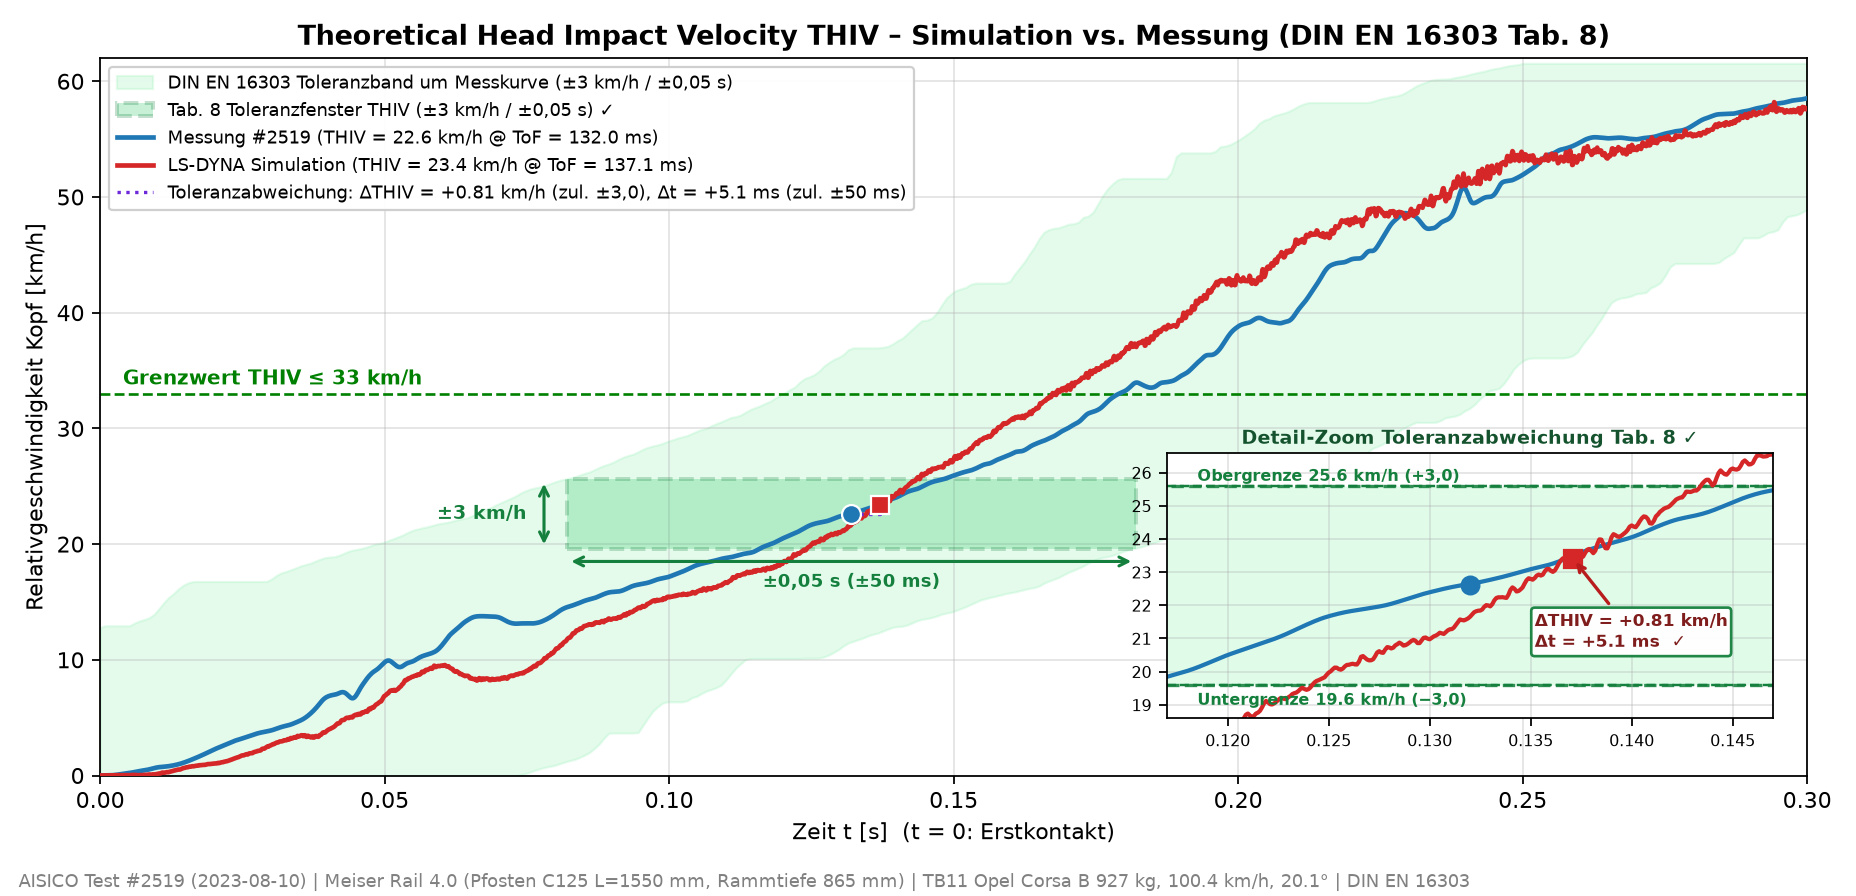 Theoretical Head Impact Velocity THIV – Simulation vs. Messung (DIN EN 16303 Tab. 8)
DIN EN 16303 Toleranzband um Messkurve (±3 km/h / ±0,05 s)
Tab. 8 Toleranzfenster THIV (±3 km/h / ±0,05 s) ✓
Messung #2519 (THIV = 22.6 km/h @ ToF = 132.0 ms)
LS-DYNA Simulation (THIV = 23.4 km/h @ ToF = 137.1 ms)
Toleranzabweichung: ΔTHIV = +0.81 km/h (zul. ±3,0), Δt = +5.1 ms (zul. ±50 ms)
Relativgeschwindigkeit Kopf [km/h]
60
50
40
30
20
10
0
Grenzwert THIV ≤ 33 km/h
±3 km/h
±0,05 s (±50 ms)
Detail-Zoom Toleranzabweichung Tab. 8 ✓
26
25
24
23
22
21
20
19
Obergrenze 25.6 km/h (+3,0)
ΔTHIV = +0.81 km/h
Δt = +5.1 ms ✓
Untergrenze 19.6 km/h (−3,0)
0.120 0.125 0.130 0.135 0.140 0.145
0.00 0.05 0.10 0.15 0.20 0.25 0.30
Zeit t [s] (t = 0: Erstkontakt)
AISICO Test #2519 (2023-08-10) | Meiser Rail 4.0 (Pfosten C125 L=1550 mm, Rammtiefe 865 mm) | TB11 Opel Corsa B 927 kg, 100.4 km/h, 20.1° | DIN EN 16303